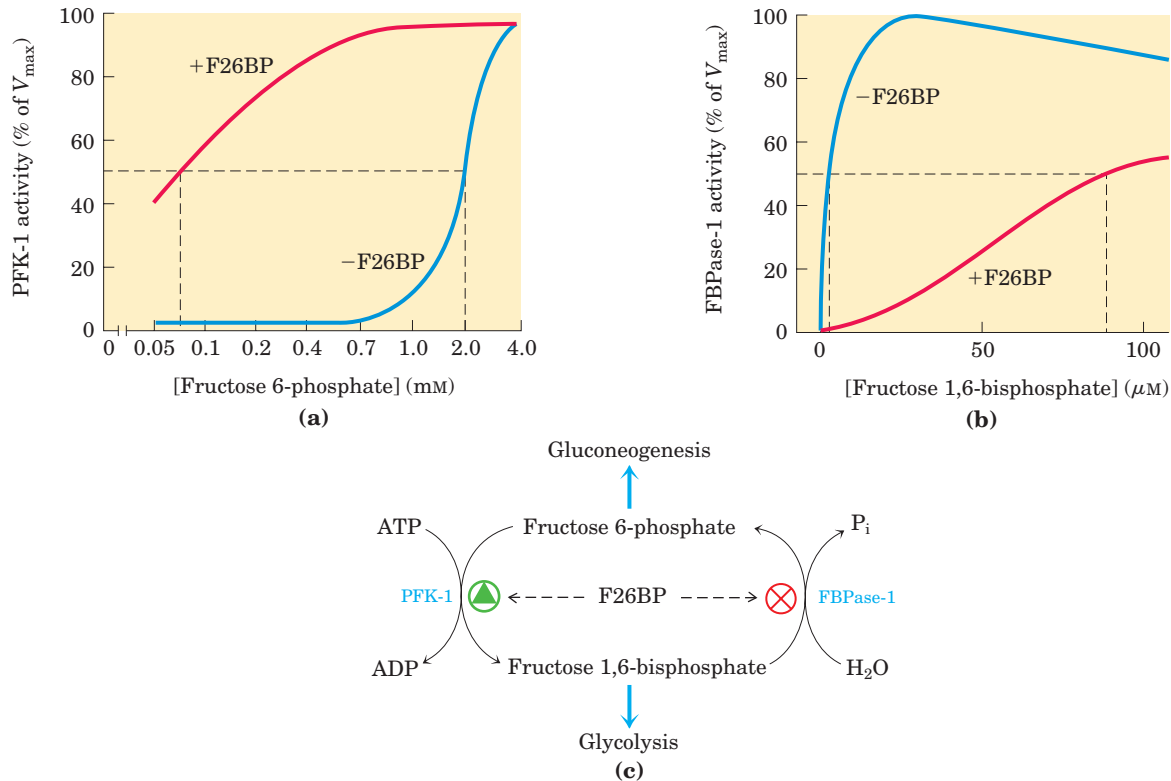 PFK-1 activity (% of Vmax)
100
80
60
40
20
0
+F26BP
−F26BP
0 0.05 0.1 0.2 0.4 0.7 1.0 2.0 4.0
[Fructose 6-phosphate] (mM)
(a)
FBPase-1 activity (% of Vmax)
100
80
60
40
20
0
−F26BP
+F26BP
0 50 100
[Fructose 1,6-bisphosphate] (μM)
(b)
Gluconeogenesis
ATP Fructose 6-phosphate Pi
PFK-1 F26BP FBPase-1
ADP Fructose 1,6-bisphosphate H2O
Glycolysis
(c)